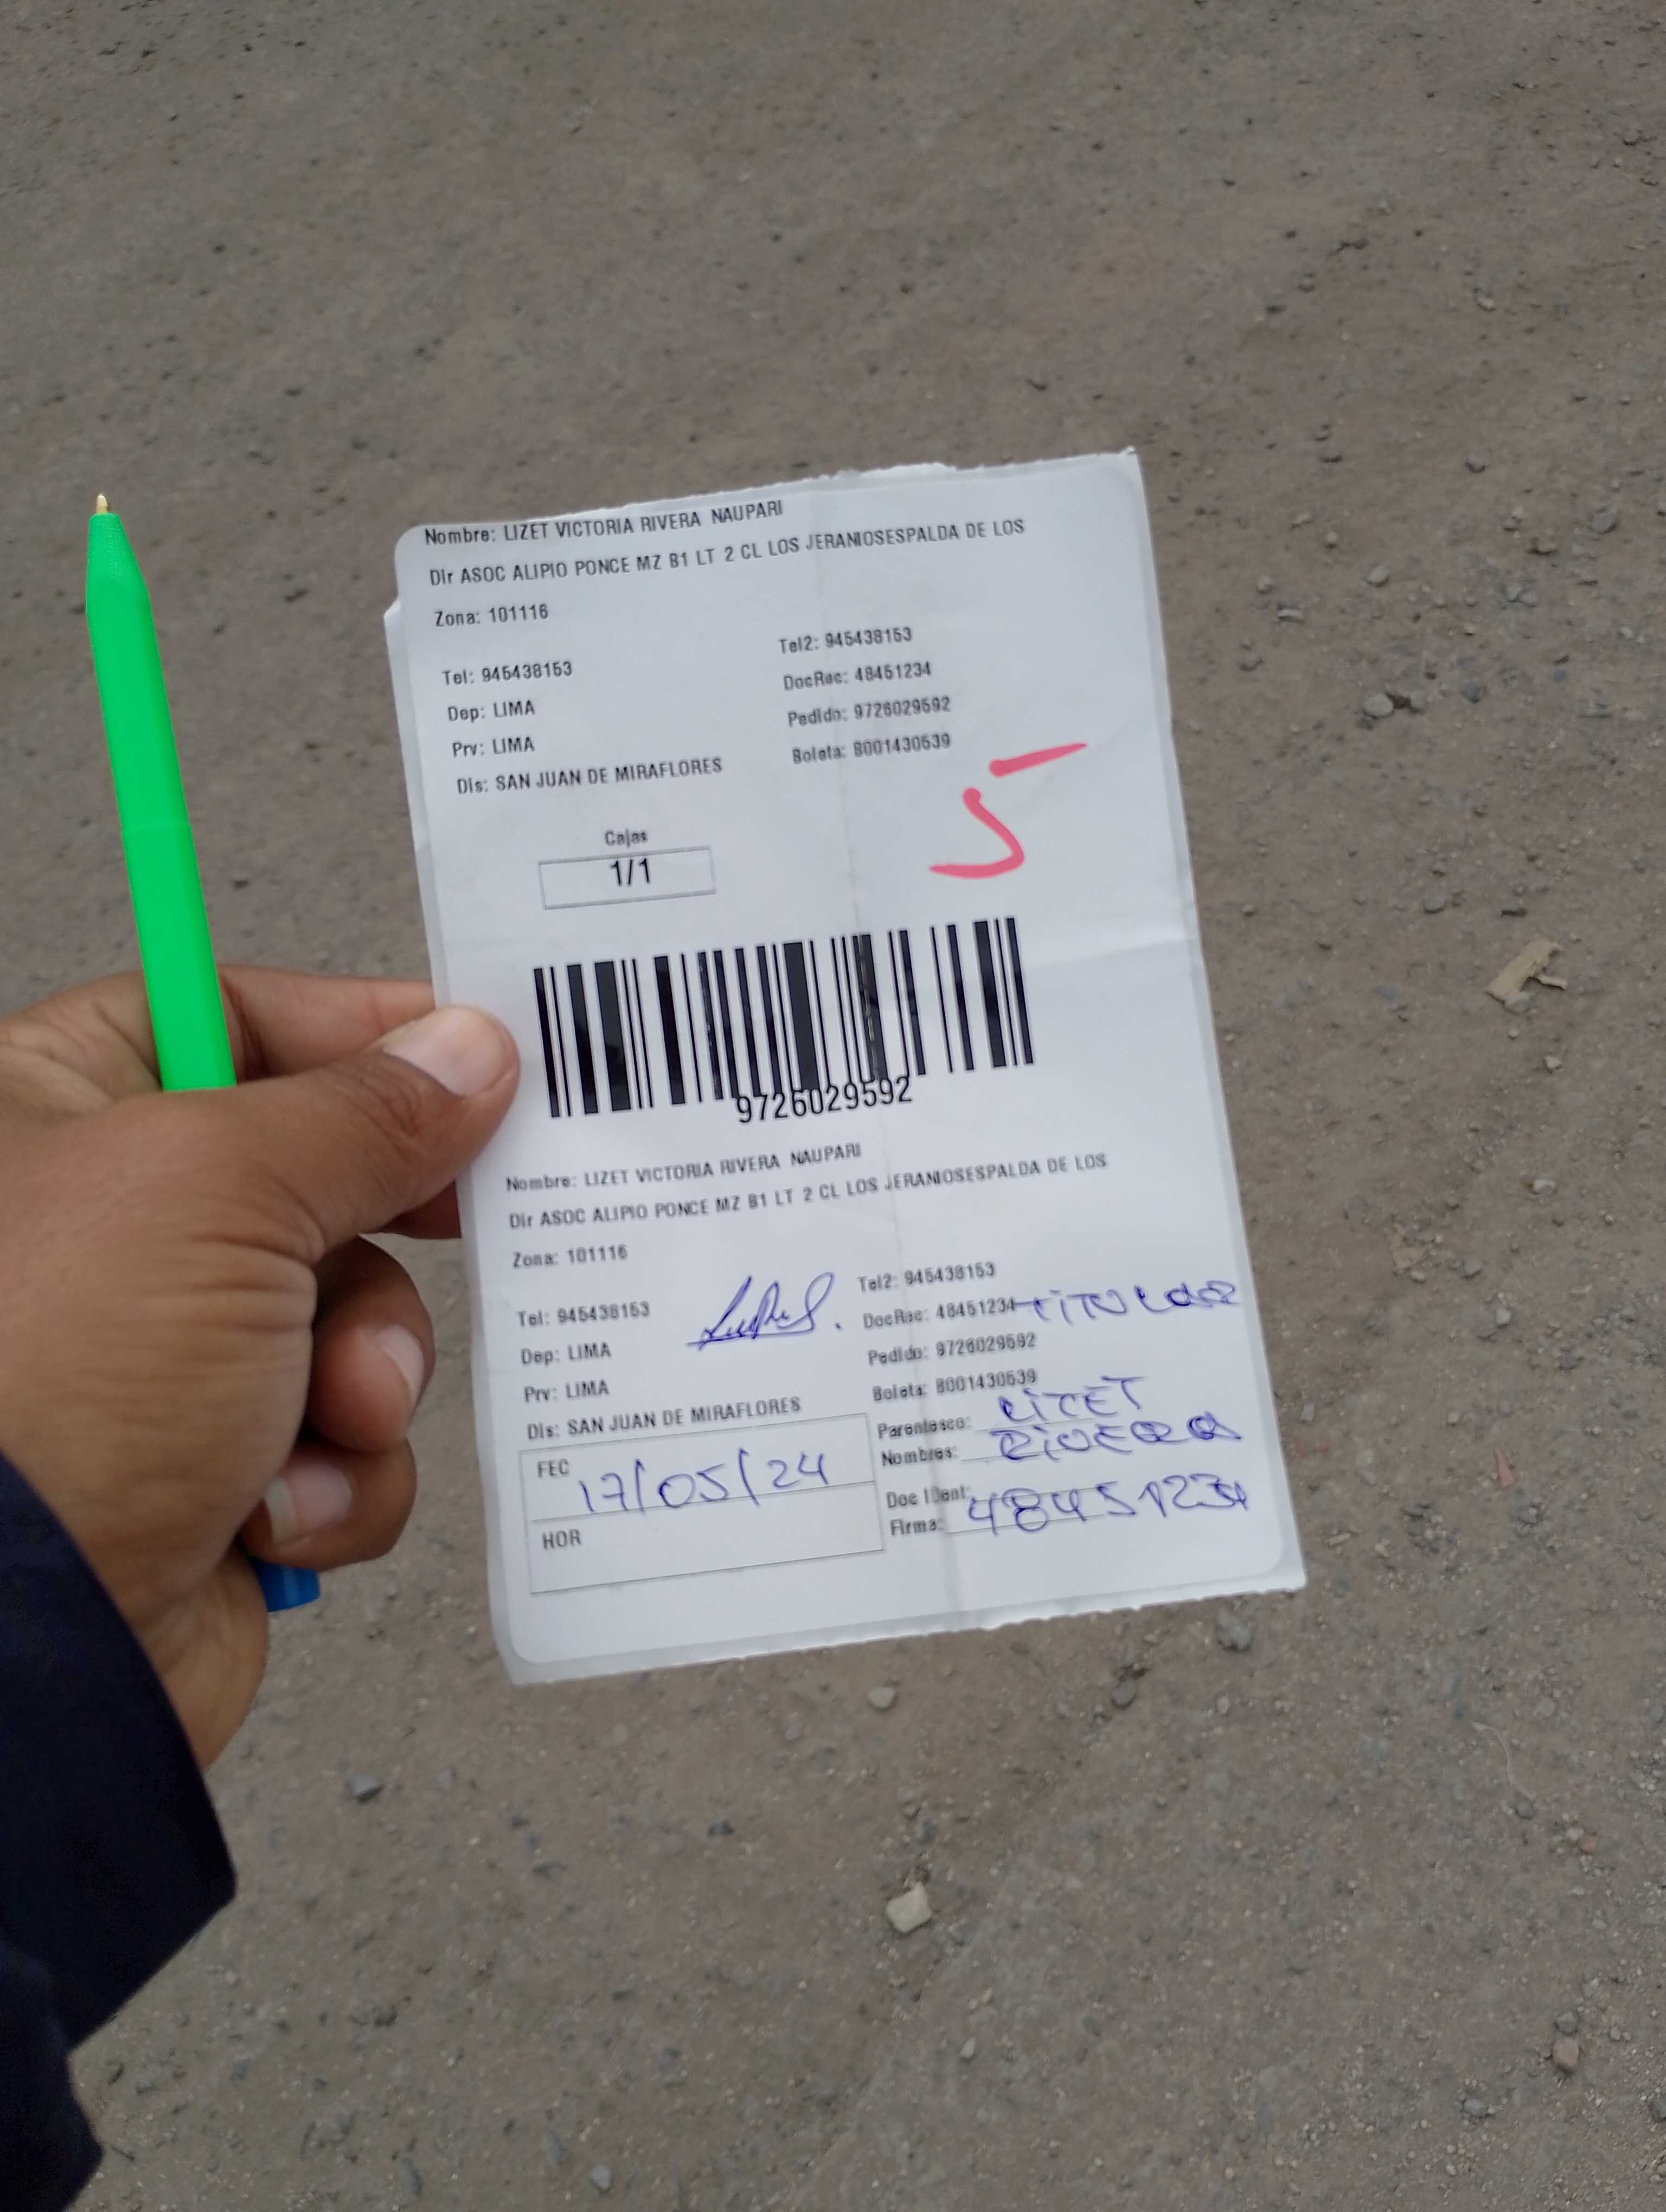 Nombre: LIZET VICTORIA RIVERA NAUPARI
Dir ASOC ALIPIO PONCE MZ B1 LT 2 CL LOS JERANIOSESPALDA DE LOS
Zona: 101116
Tel: 945438153 Tel2: 945438153
Dep: LIMA DocRec: 48451234
Prv: LIMA Pedido: 9726029592
Dis: SAN JUAN DE MIRAFLORES Boleta: B001430539
5
Cajas
1/1
9726029592
Nombre: LIZET VICTORIA RIVERA NAUPARI
Dir ASOC ALIPIO PONCE MZ B1 LT 2 CL LOS JERANIOSESPALDA DE LOS
Zona: 101116
Tel: 945438153 Tel2: 945438153
Dep: LIMA DocRec: 48451234 TiTULAR
Prv: LIMA Pedido: 9726029592
Dis: SAN JUAN DE MIRAFLORES Boleta: B001430539
Parentesco: LiZET
Nombres: RiVERA
FEC 17/05/24
Doc Ident: 48451234
Firma:
HOR